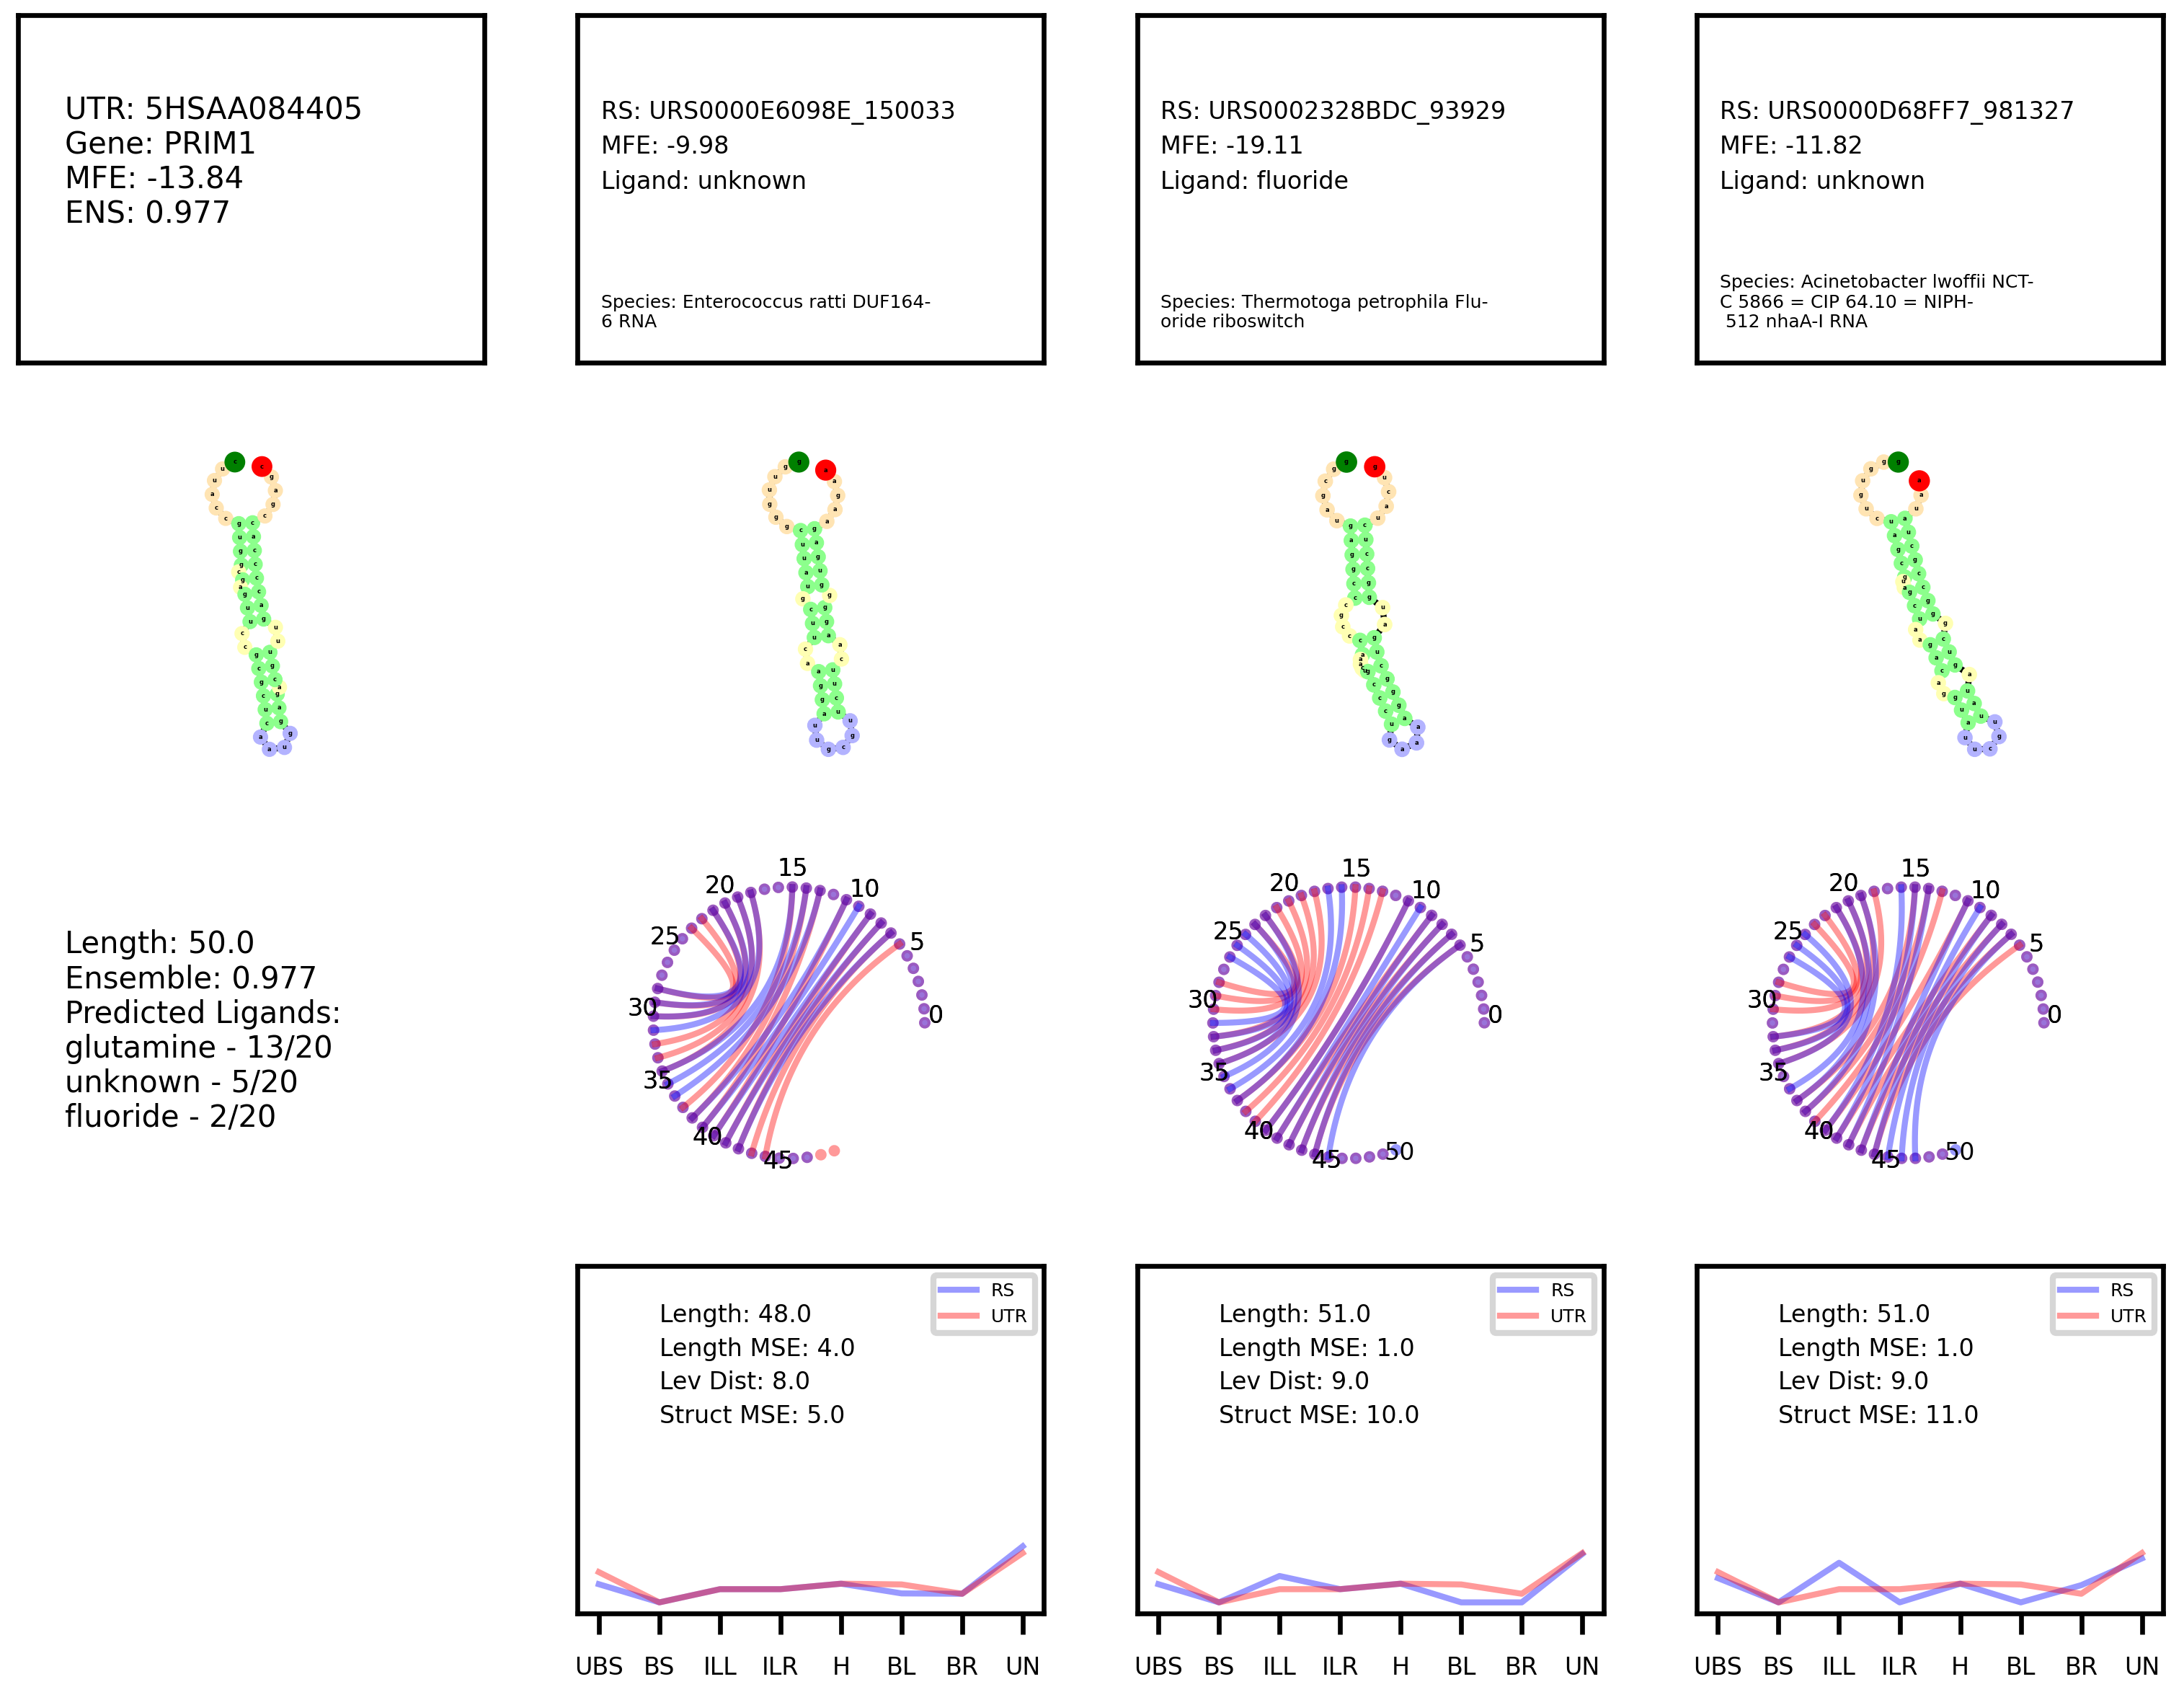 UTR: 5HSAA084405
Gene: PRIM1
MFE: -13.84
ENS: 0.977
RS: URS0000E6098E_150033
MFE: -9.98
Ligand: unknown
Species: Enterococcus ratti DUF164-
6 RNA
RS: URS0002328BDC_93929
MFE: -19.11
Ligand: fluoride
Species: Thermotoga petrophila Flu-
oride riboswitch
RS: URS0000D68FF7_981327
MFE: -11.82
Ligand: unknown
Species: Acinetobacter lwoffii NCT-
C 5866 = CIP 64.10 = NIPH-
512 nhaA-I RNA
Length: 50.0
Ensemble: 0.977
Predicted Ligands:
glutamine - 13/20
unknown - 5/20
fluoride - 2/20
0
5
10
15
20
25
30
35
40
45
0
5
10
15
20
25
30
35
40
45
50
0
5
10
15
20
25
30
35
40
45
50
Length: 48.0
Length MSE: 4.0
Lev Dist: 8.0
Struct MSE: 5.0
RS
UTR
UBS BS ILL ILR H BL BR UN
Length: 51.0
Length MSE: 1.0
Lev Dist: 9.0
Struct MSE: 10.0
RS
UTR
UBS BS ILL ILR H BL BR UN
Length: 51.0
Length MSE: 1.0
Lev Dist: 9.0
Struct MSE: 11.0
RS
UTR
UBS BS ILL ILR H BL BR UN